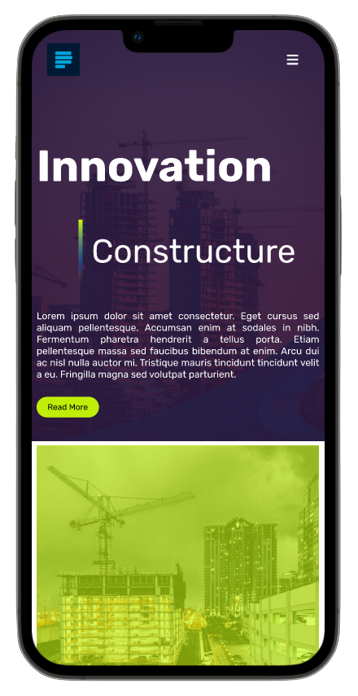 Innovation
Constructure
Lorem ipsum dolor sit amet consectetur. Eget cursus sed
aliquam pellentesque. Accumsan enim at sodales in nibh.
Fermentum pharetra hendrerit a tellus porta. Etiam
pellentesque massa sed faucibus bibendum at enim. Arcu dui
ac nisl nulla auctor mi. Tristique mauris tincidunt tincidunt velit
a eu. Fringilla magna sed volutpat parturient.
Read More